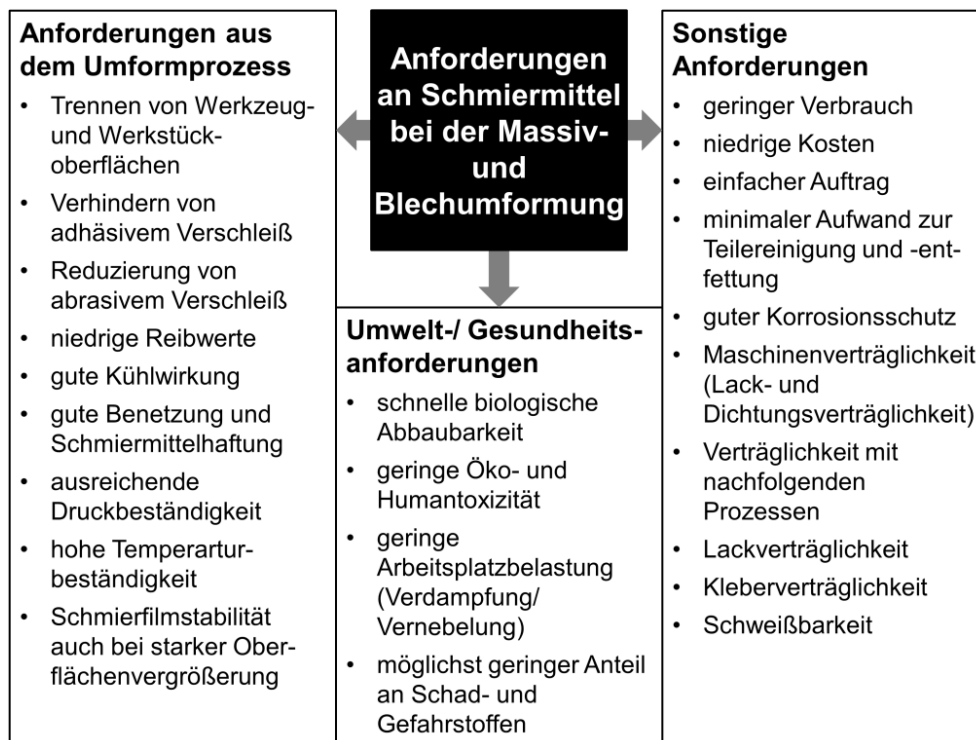 Anforderungen aus
dem Umformprozess
• Trennen von Werkzeug-
und Werkstück-
oberflächen
• Verhindern von
adhäsivem Verschleiß
• Reduzierung von
abrasivem Verschleiß
• niedrige Reibwerte
• gute Kühlwirkung
• gute Benetzung und
Schmiermittelhaftung
• ausreichende
Druckbeständigkeit
• hohe Temperartur-
beständigkeit
• Schmierfilmstabilität
auch bei starker Ober-
flächenvergrößerung
Anforderungen
an Schmiermittel
bei der Massiv-
und
Blechumformung
Umwelt-/ Gesundheits-
anforderungen
• schnelle biologische
Abbaubarkeit
• geringe Öko- und
Humantoxizität
• geringe
Arbeitsplatzbelastung
(Verdampfung/
Vernebelung)
• möglichst geringer Anteil
an Schad- und
Gefahrstoffen
Sonstige
Anforderungen
• geringer Verbrauch
• niedrige Kosten
• einfacher Auftrag
• minimaler Aufwand zur
Teilereinigung und -ent-
fettung
• guter Korrosionsschutz
• Maschinenverträglichkeit
(Lack- und
Dichtungsverträglichkeit)
• Verträglichkeit mit
nachfolgenden
Prozessen
• Lackverträglichkeit
• Kleberverträglichkeit
• Schweißbarkeit